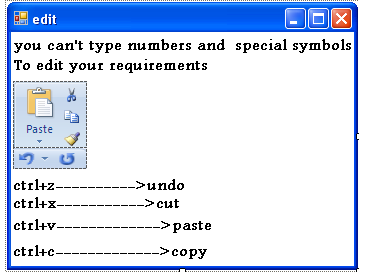 edit
you can't type numbers and special symbols
To edit your requirements
Paste
ctrl+z---------->undo
ctrl+x----------->cut
ctrl+v------------->paste
ctrl+c------------->copy